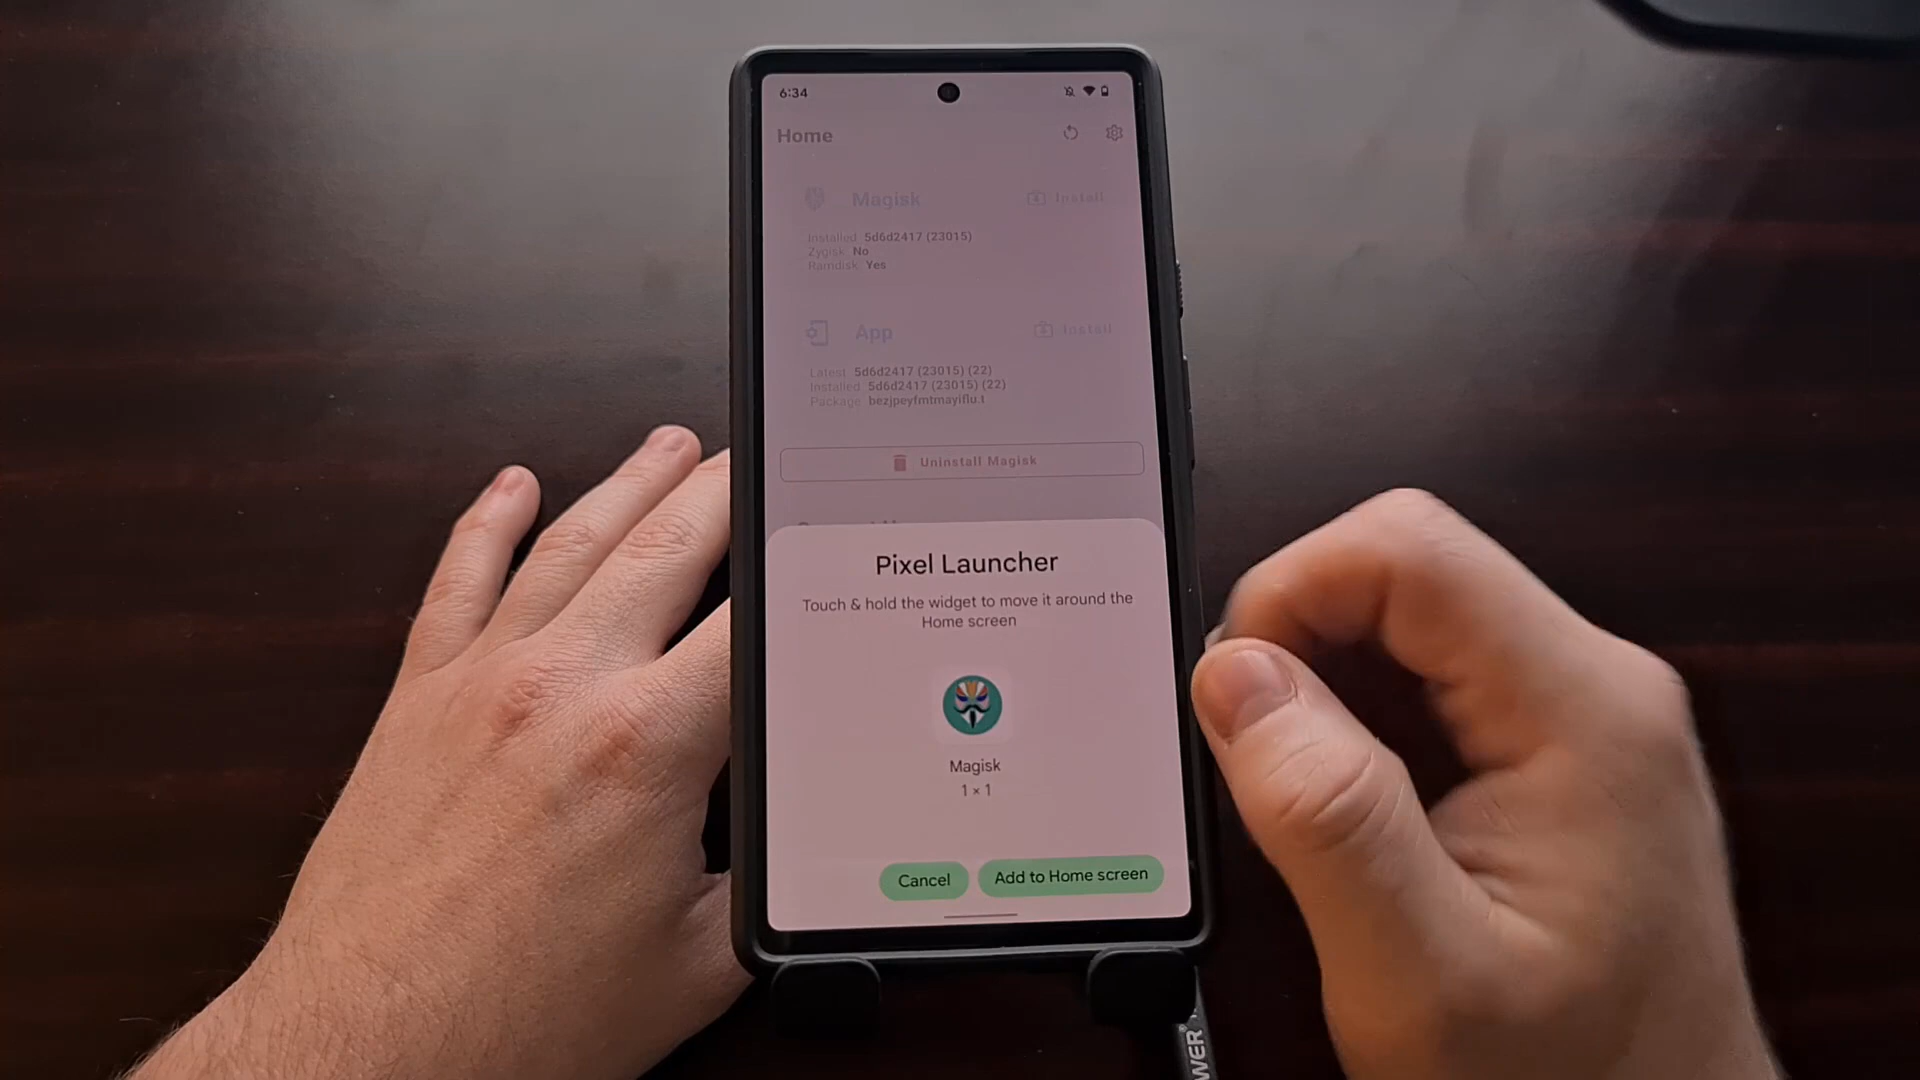 6:34
Home
Magisk
Install
Installed 5d6d2417 (23015)
Zygisk No
Ramdisk Yes
App
Install
Latest 5d6d2417 (23015) (22)
Installed 5d6d2417 (23015) (22)
Package bezjpeyfmtmayiflu.t
Uninstall Magisk
Pixel Launcher
Touch & hold the widget to move it around the
Home screen
Magisk
1 × 1
Cancel
Add to Home screen